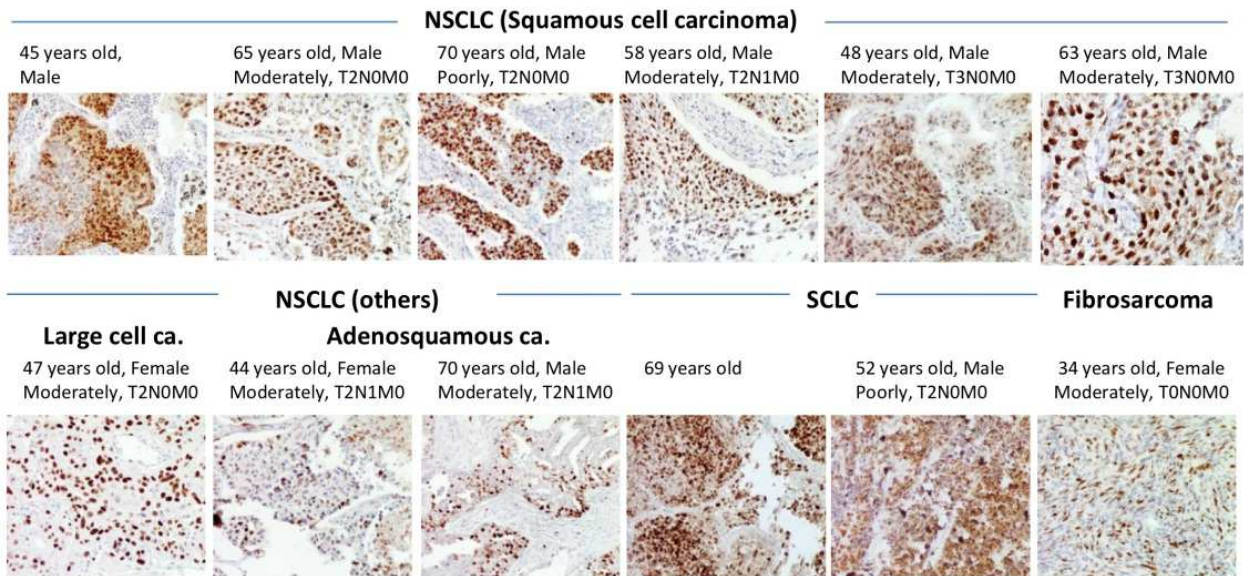 NSCLC (Squamous cell carcinoma)
45 years old,
Male
65 years old, Male
Moderately, T2N0M0
70 years old, Male
Poorly, T2N0M0
58 years old, Male
Moderately, T2N1M0
48 years old, Male
Moderately, T3N0M0
63 years old, Male
Moderately, T3N0M0
NSCLC (others)
SCLC
Fibrosarcoma
Large cell ca.
Adenosquamous ca.
47 years old, Female
Moderately, T2N0M0
44 years old, Female
Moderately, T2N1M0
70 years old, Male
Moderately, T2N1M0
69 years old
52 years old, Male
Poorly, T2N0M0
34 years old, Female
Moderately, T0N0M0